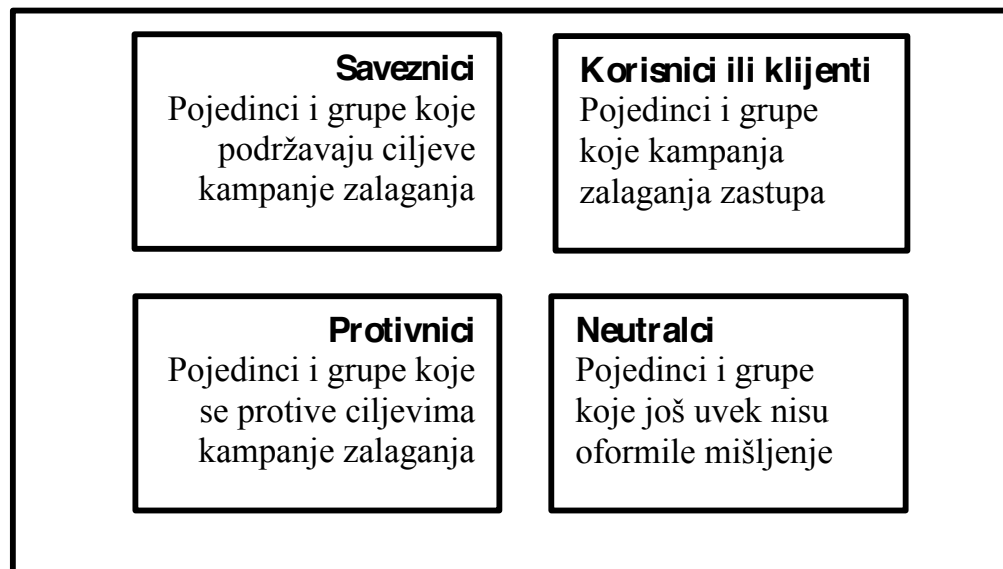 Saveznici
Pojedinci i grupe koje
podržavaju ciljeve
kampanje zalaganja
Korisnici ili klijenti
Pojedinci i grupe
koje kampanja
zalaganja zastupa
Protivnici
Pojedinci i grupe koje
se protive ciljevima
kampanje zalaganja
Neutralci
Pojedinci i grupe
koje još uvek nisu
oformile mišljenje